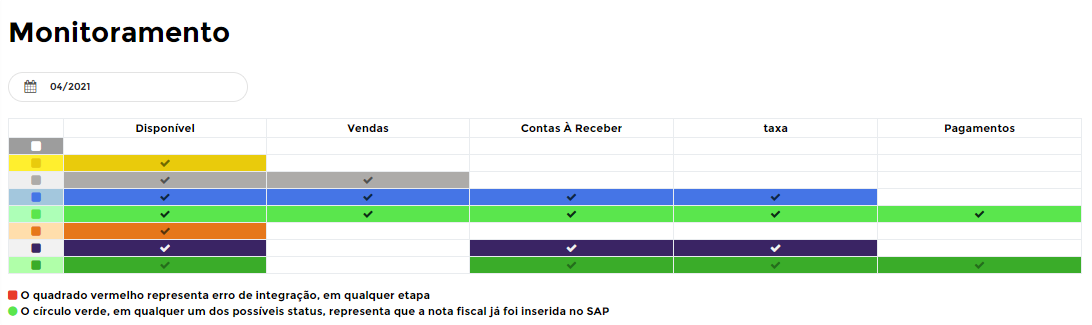 Monitoramento
04/2021
Disponível Vendas Contas À Receber taxa Pagamentos
O quadrado vermelho representa erro de integração, em qualquer etapa
O círculo verde, em qualquer um dos possíveis status, representa que a nota fiscal já foi inserida no SAP